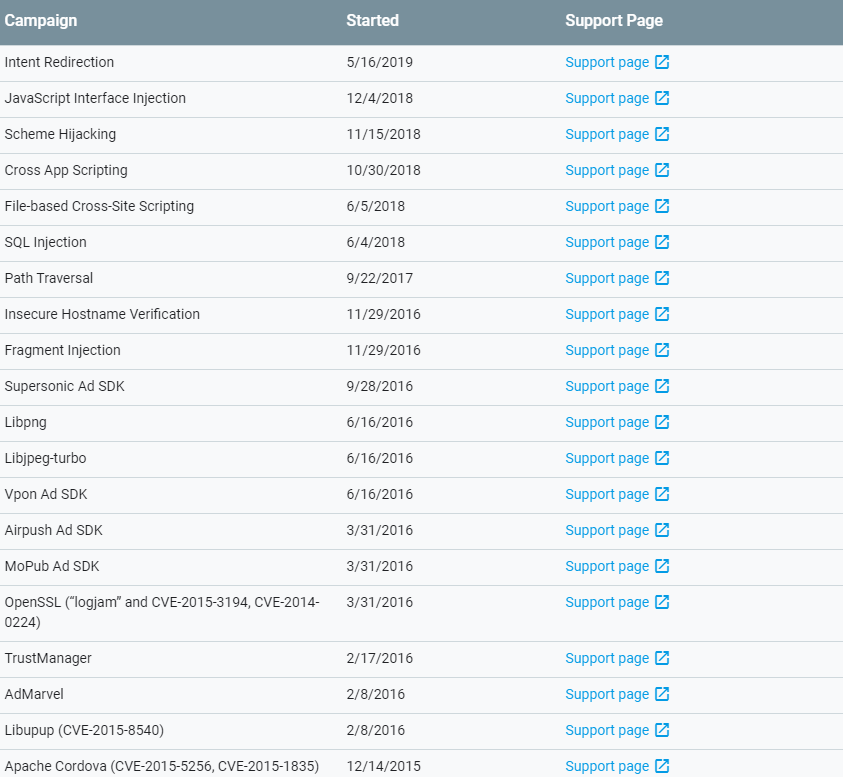 Campaign Started Support Page
Intent Redirection 5/16/2019 Support page
JavaScript Interface Injection 12/4/2018 Support page
Scheme Hijacking 11/15/2018 Support page
Cross App Scripting 10/30/2018 Support page
File-based Cross-Site Scripting 6/5/2018 Support page
SQL Injection 6/4/2018 Support page
Path Traversal 9/22/2017 Support page
Insecure Hostname Verification 11/29/2016 Support page
Fragment Injection 11/29/2016 Support page
Supersonic Ad SDK 9/28/2016 Support page
Libpng 6/16/2016 Support page
Libjpeg-turbo 6/16/2016 Support page
Vpon Ad SDK 6/16/2016 Support page
Airpush Ad SDK 3/31/2016 Support page
MoPub Ad SDK 3/31/2016 Support page
OpenSSL (“logjam” and CVE-2015-3194, CVE-2014- 3/31/2016 Support page
0224)
TrustManager 2/17/2016 Support page
AdMarvel 2/8/2016 Support page
Libupup (CVE-2015-8540) 2/8/2016 Support page
Apache Cordova (CVE-2015-5256, CVE-2015-1835) 12/14/2015 Support page